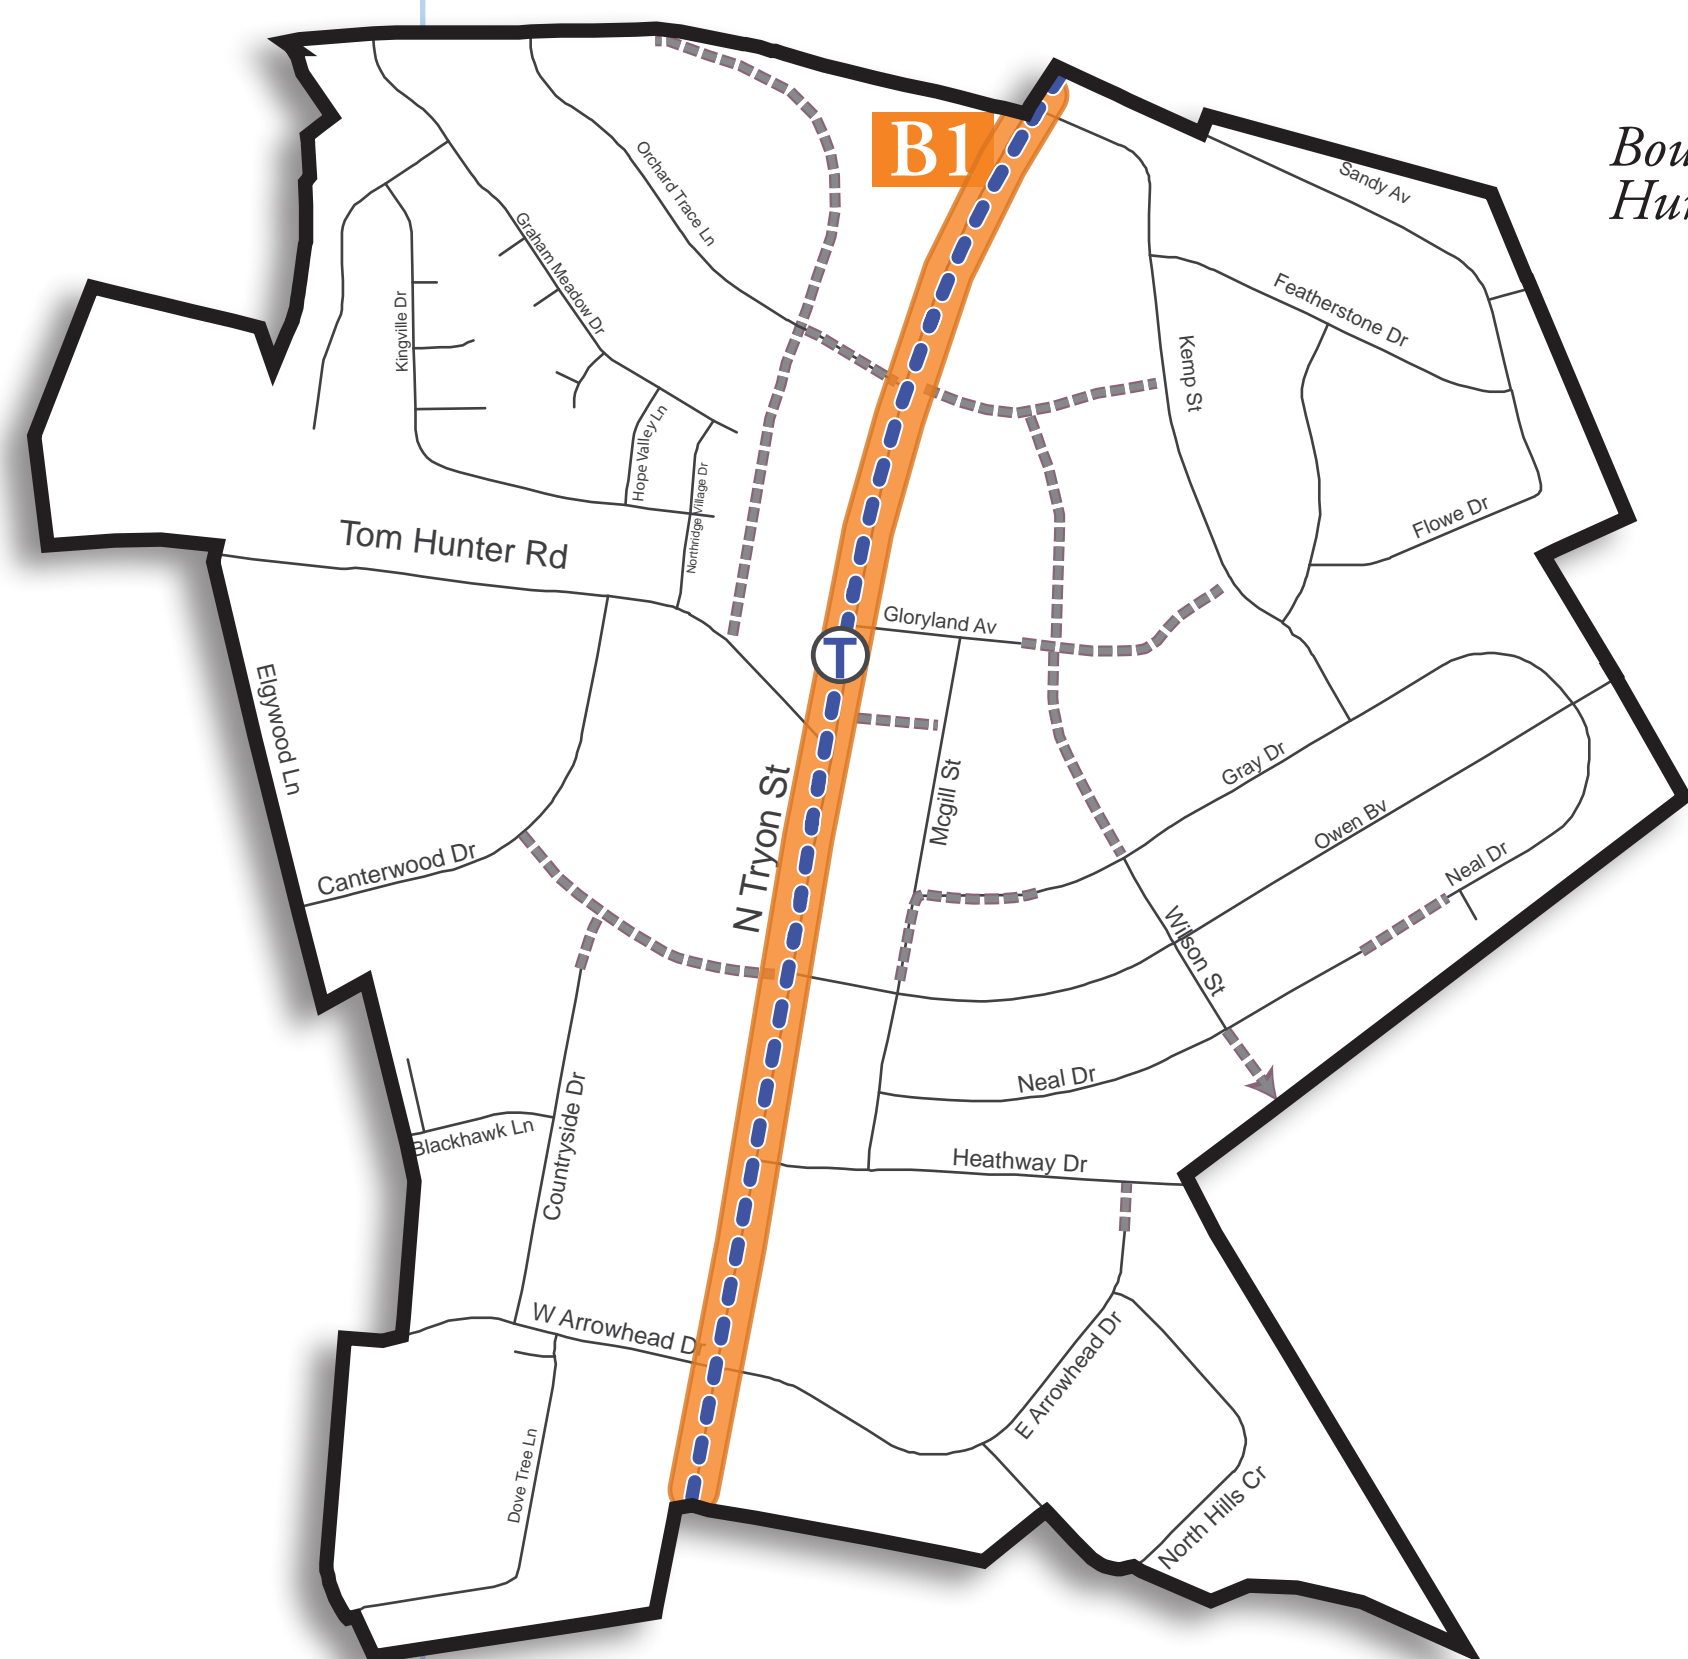 B1
Bou
Hun
Sandy Av
Orchard Trace Ln
Graham Meadow Dr
Kingville Dr
Featherstone Dr
Kemp St
Hope Valley Ln
Northridge Village Dr
Flowe Dr
Tom Hunter Rd
Gloryland Av
T
Elgywood Ln
N Tryon St
Mcgill St
Gray Dr
Owen Bv
Neal Dr
Canterwood Dr
Wilson St
Neal Dr
Countryside Dr
Blackhawk Ln
Heathway Dr
W Arrowhead Dr
E Arrowhead Dr
Dove Tree Ln
North Hills Cr